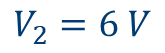 V₂ = 6 V